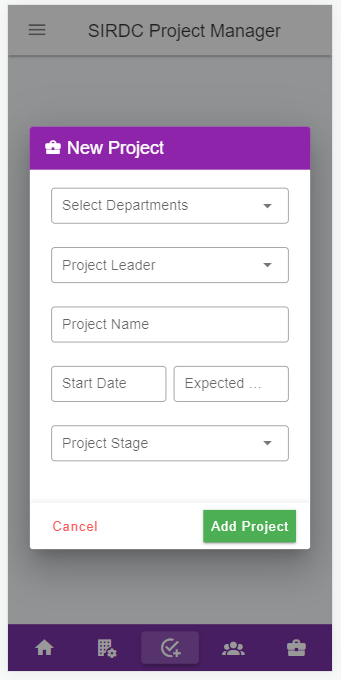 SIRDC Project Manager
New Project
Select Departments
Project Leader
Project Name
Start Date
Expected ...
Project Stage
Cancel
Add Project